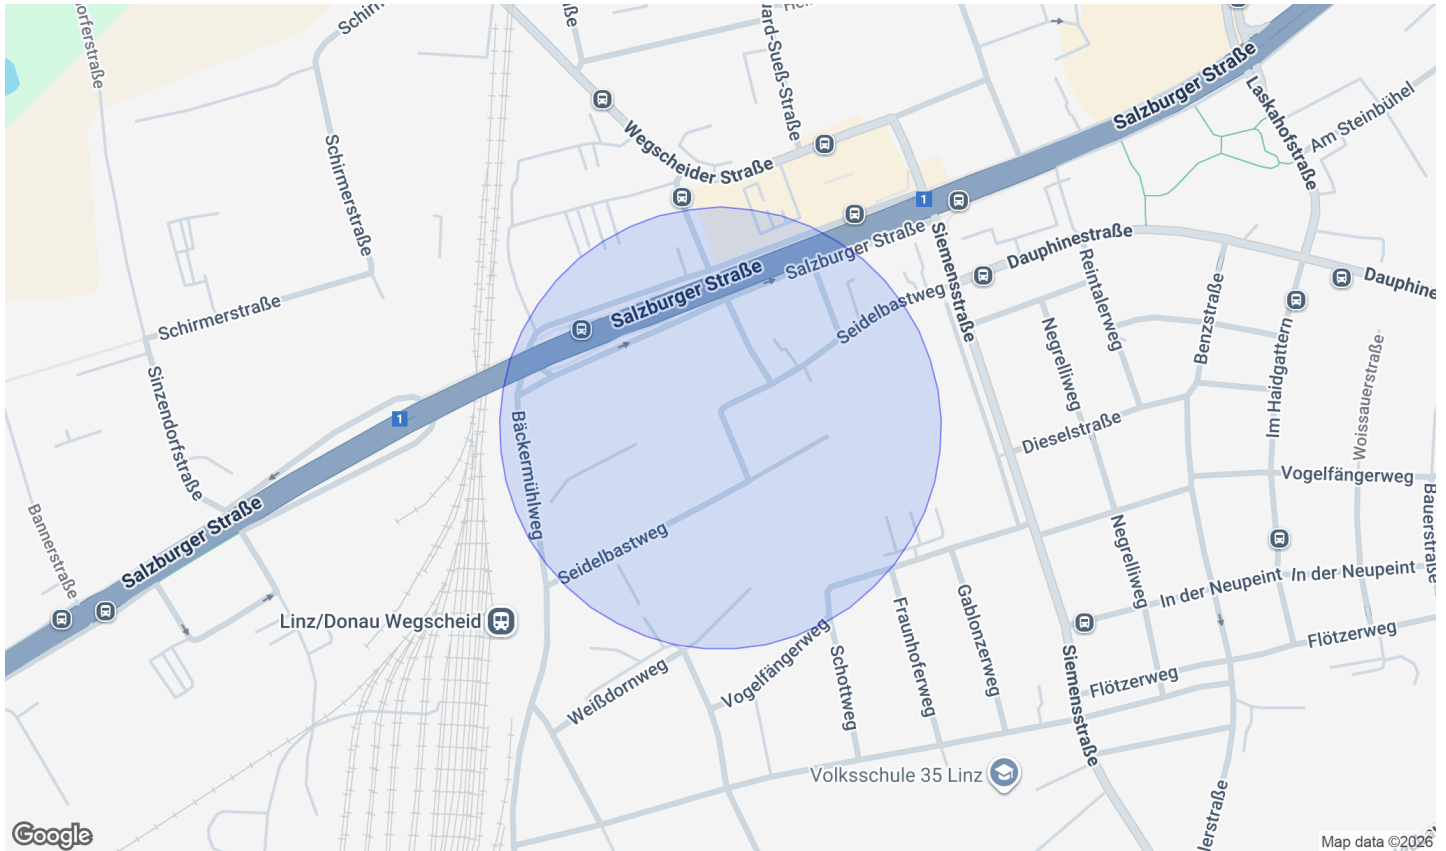 Schirm
Wegscheider Straße
Salzburger Straße
Laskahofstraße
Am Steinbühel
Schirmerstraße
1
Salzburger Straße
Siemensstraße
Dauphinestraße
Reintalerweg
Dauphine
Salzburger Straße
Seidelbastweg
Schirmerstraße
Negrelliweg
Benzstraße
Im Haidgattern
Woissauerstraße
Sinzendorfstraße
1
Bäckermühlweg
Dieselstraße
Vogelfängerweg
Bauerstraße
Salzburger Straße
Bannerstraße
Seidelbastweg
Negrelliweg
In der Neupeint
In der Neupeint
Linz/Donau Wegscheid
Fraunhoferweg
Gablonzerweg
Flötzerweg
Weißdornweg
Vogelfängerweg
Schottweg
Siemensstraße
Flötzerweg
Volksschule 35 Linz
Google
Map data ©2026